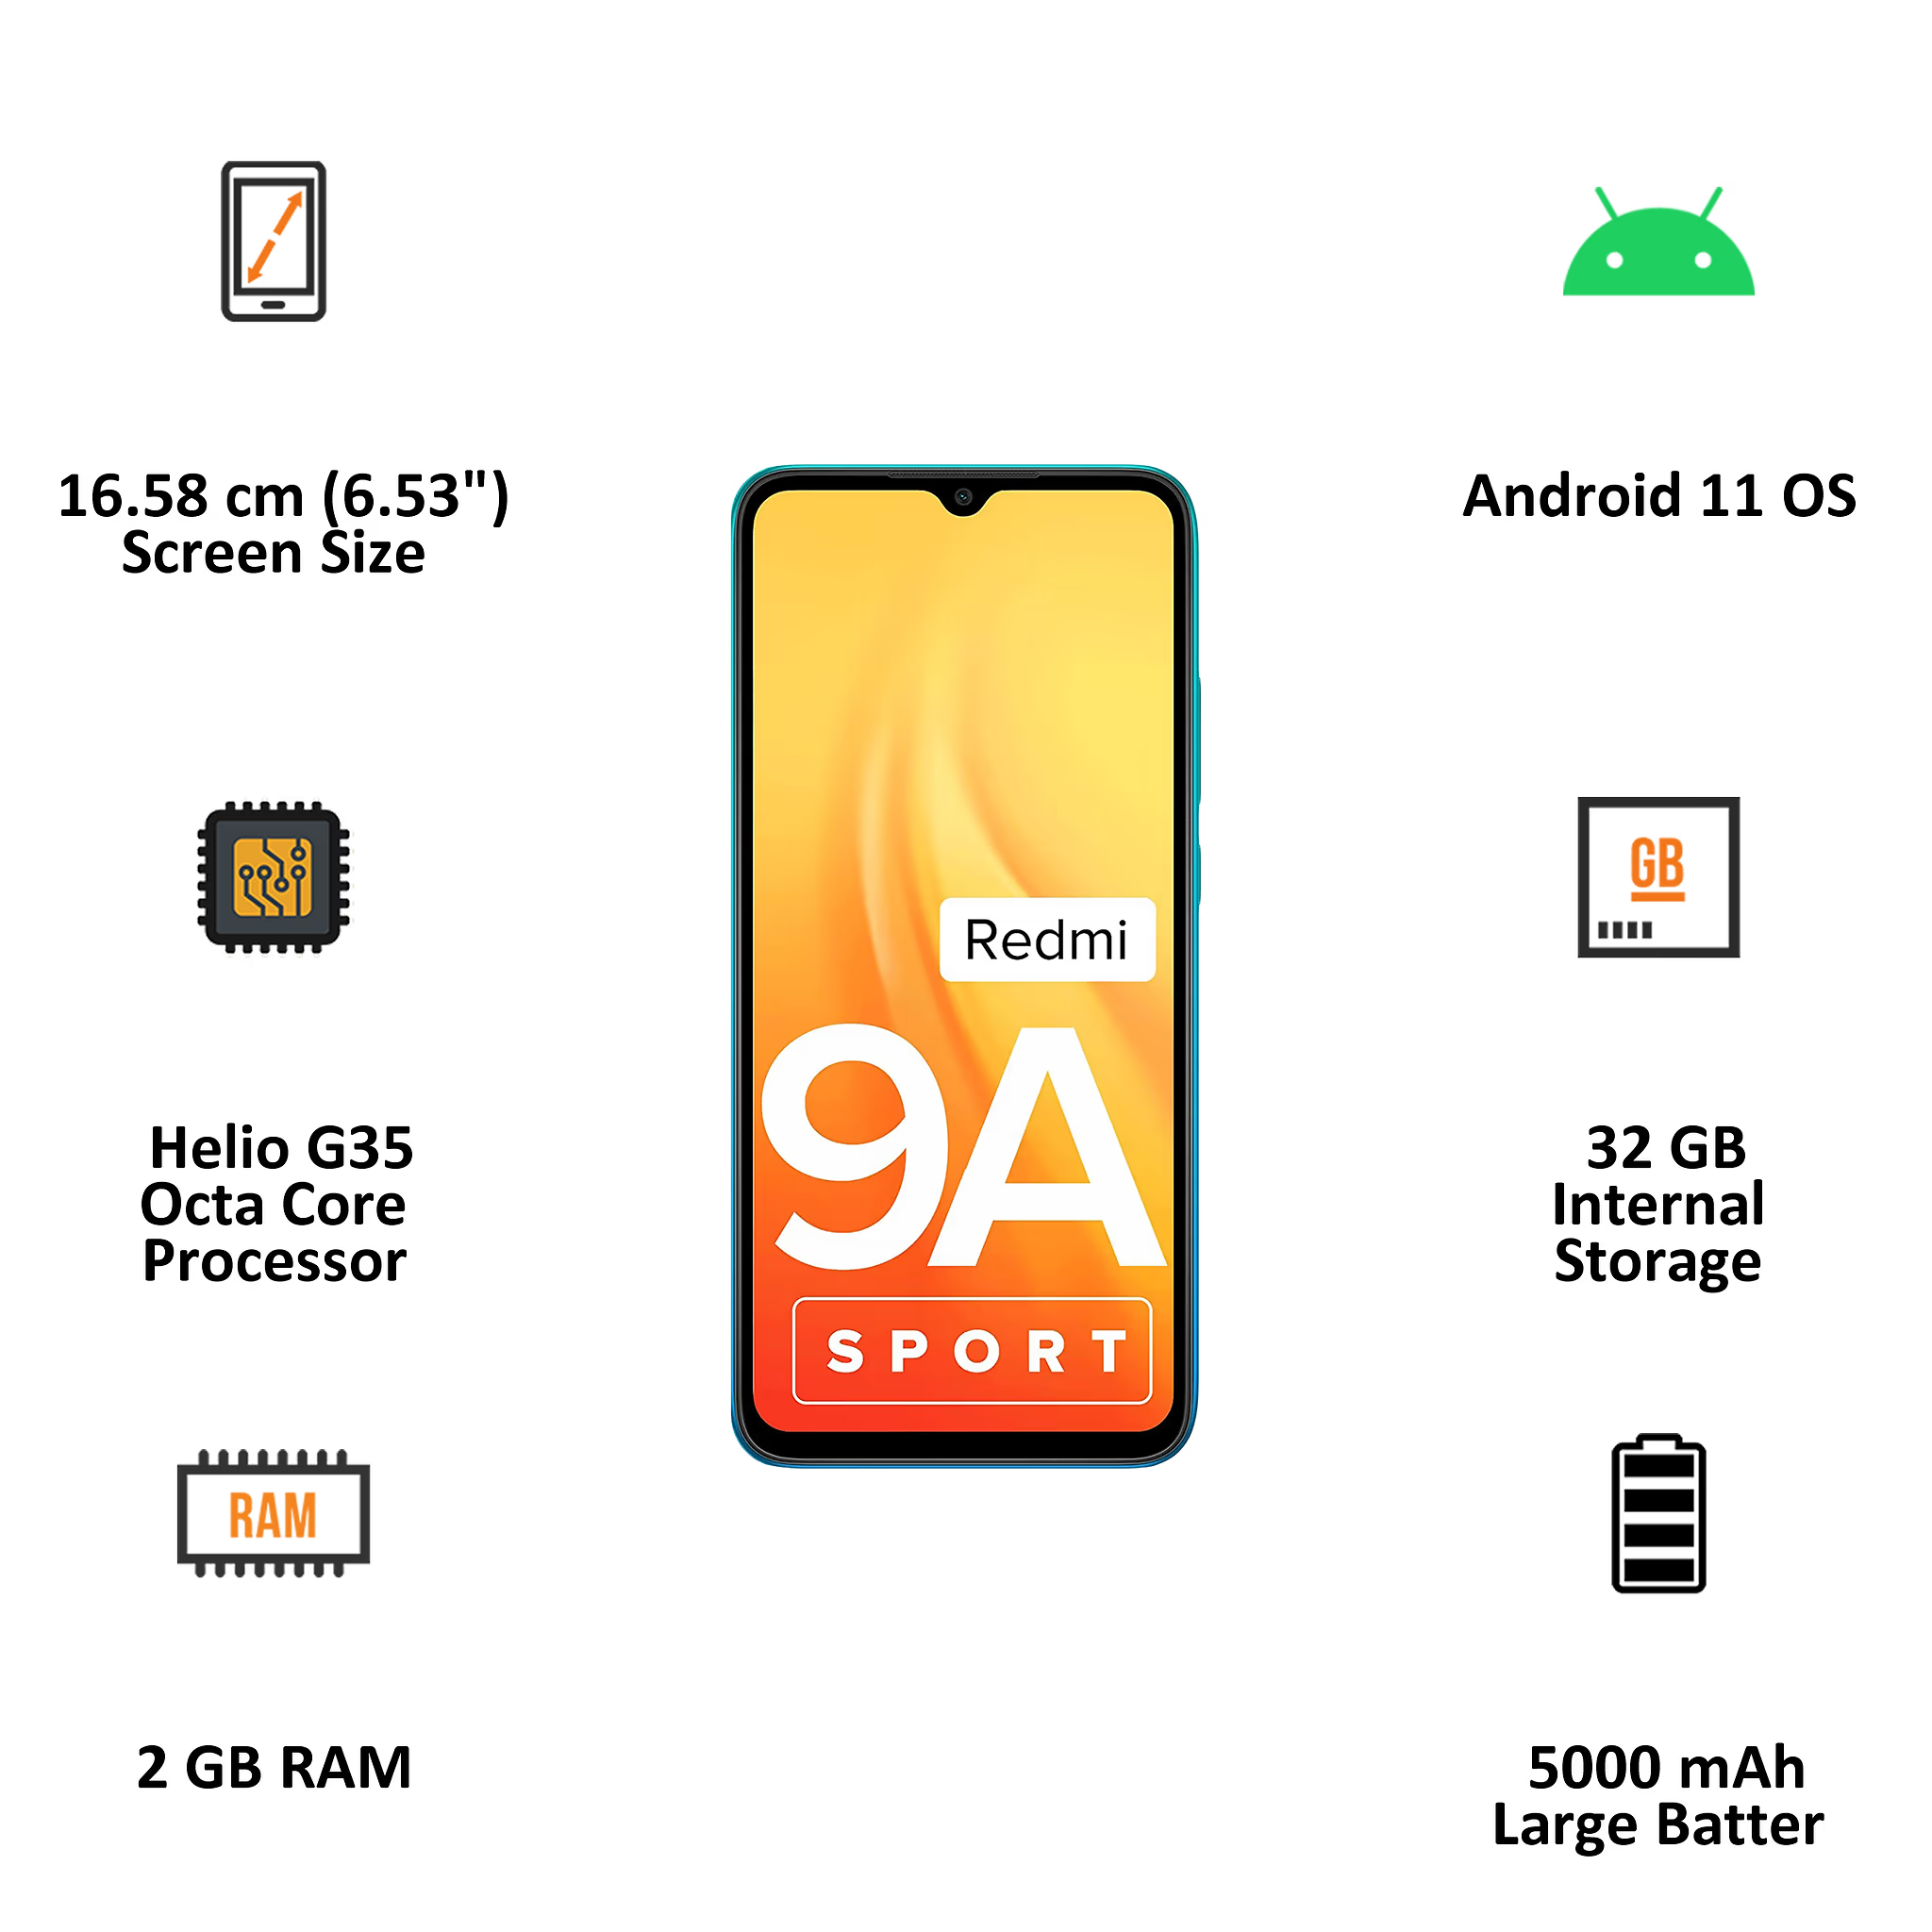 16.58 cm (6.53")
Screen Size
Android 11 OS
Helio G35
Octa Core
Processor
GB
32 GB
Internal
Storage
Redmi
9A
SPORT
RAM
2 GB RAM
5000 mAh
Large Batter